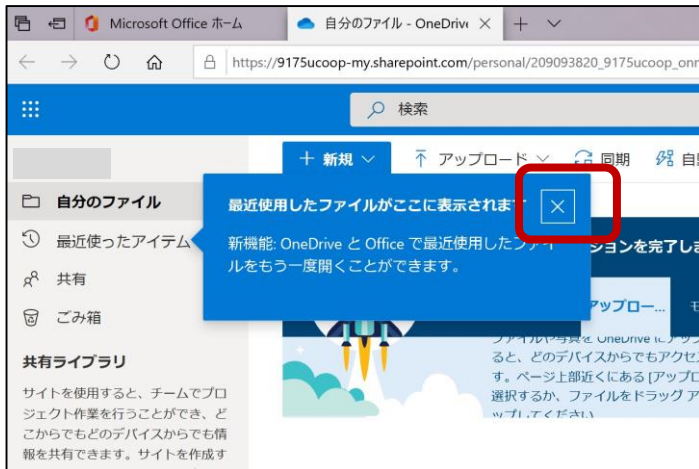 Microsoft Office ホーム
自分のファイル - OneDrive
https://9175ucoop-my.sharepoint.com/personal/209093820_9175ucoop_onn
検索
新規
アップロード
同期
自
自分のファイル
最近使ったアイテム
共有
ごみ箱
共有ライブラリ
サイトを使用すると、チームでプロ
ジェクト作業を行うことができ、ど
こからでもどのデバイスからでも情
報を共有できます。サイトを作成す
最近使用したファイルがここに表示されます
新機能: OneDrive と Office で最近使用したファイ
ルをもう一度開くことができます。
ションを完了しま
アップロー...
モ
ファイルや写真を OneDrive にアップ
ると、どのデバイスからでもアクセ
す。ページ上部近くにある [アップロ
選択するか、ファイルをドラッグ ア
ップしてください